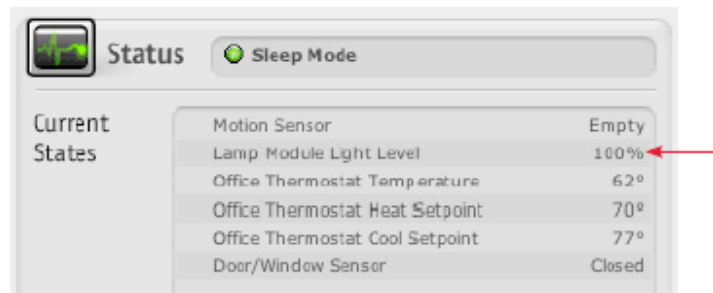 Status
Sleep Mode
Current States
Motion Sensor Empty
Lamp Module Light Level 100%
Office Thermostat Temperature 62°
Office Thermostat Heat Setpoint 70º
Office Thermostat Cool Setpoint 77°
Door/Window Sensor Closed